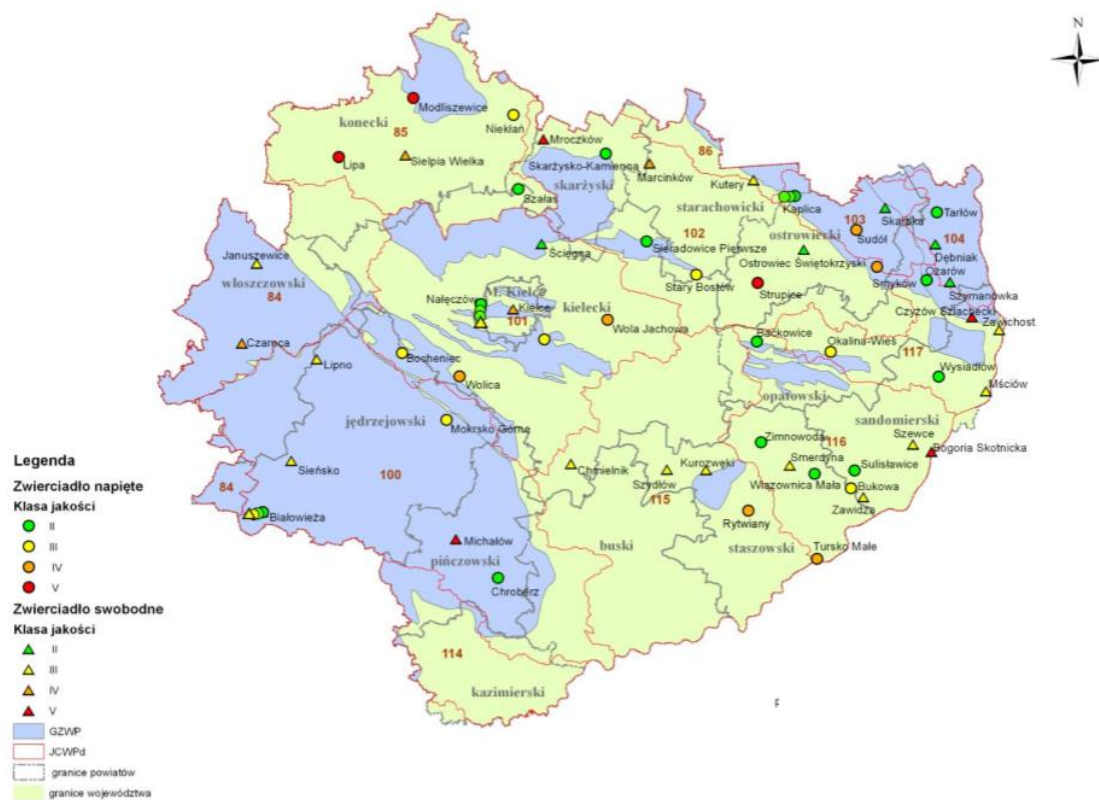 N
Modliszewice
konecki
85
Niekłań
Mroczków
86
Lipa
Sielpia Wielka
Skarżysko-Kamienna
Marcinków
Kutery
skarżyski
Szałas
starachowicki
Kaplica
Skarbka
Tarłów
102
103
ostrowiecki
Sudół
104
Sieradowice Pierwsze
Ściegna
Ostrowiec Świętokrzyski
Dębniak
Januszewice
włoszczowski
84
Stary Bostów
Strupice
Smyków
Ożarów
Szymanówka
M. Kielce
Nałęczów
Kielce
kielecki
101
Wola Jachowa
Czyżów Szlachecki
Zawichost
Baćkowice
Okalina-Wieś
117
Czarnca
Lipno
Bocheniec
Wolica
Wysiadłów
opatowski
Mściów
jędrzejowski
Mokrsko Górne
sandomierski
Zimnowoda
116
Szewce
Bogoria Skotnicka
Legenda
Zwierciadło napięte
Klasa jakości
II
III
IV
V
Zwierciadło swobodne
Klasa jakości
II
III
IV
V
GZWP
JCWPd
granice powiatów
granice województwa
Sieńsko
100
84
Białowieża
Chmielnik
Szydłów
Kurozwęki
115
Smerdyna
Wiązownica Mała
Sulisławice
Bukowa
Zawidza
Rytwiany
Michałów
pińczowski
buski
staszowski
Tursko Małe
Chroberz
114
kazimierski